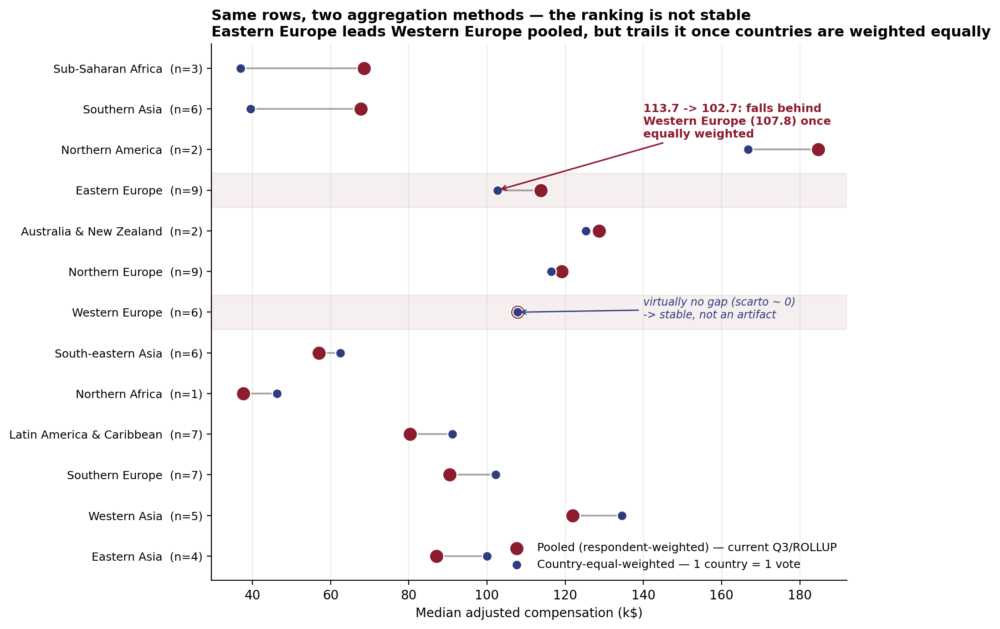 Same rows, two aggregation methods — the ranking is not stable
Eastern Europe leads Western Europe pooled, but trails it once countries are weighted equally
Sub-Saharan Africa  (n=3)
Southern Asia  (n=6)
113.7 -> 102.7: falls behind
Western Europe (107.8) once
equally weighted
Northern America  (n=2)
Eastern Europe  (n=9)
Australia & New Zealand  (n=2)
Northern Europe  (n=9)
Western Europe  (n=6)
virtually no gap (scarto ~ 0)
-> stable, not an artifact
South-eastern Asia  (n=6)
Northern Africa  (n=1)
Latin America & Caribbean  (n=7)
Southern Europe  (n=7)
Western Asia  (n=5)
Eastern Asia  (n=4)
Pooled (respondent-weighted) — current Q3/ROLLUP
Country-equal-weighted — 1 country = 1 vote
40 60 80 100 120 140 160 180
Median adjusted compensation (k$)